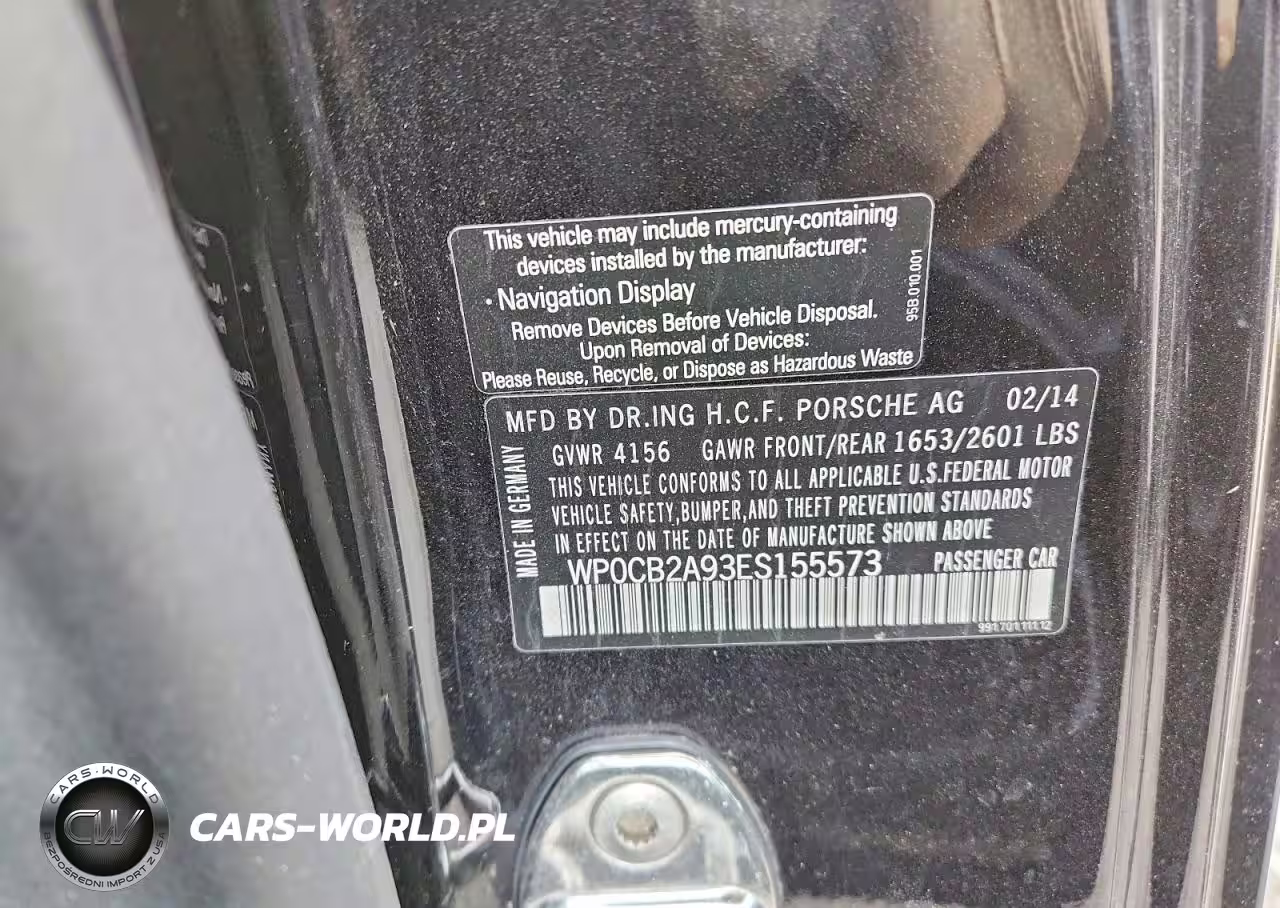 This vehicle may include mercury-containing
devices installed by the manufacturer:
• Navigation Display
Remove Devices Before Vehicle Disposal.
Upon Removal of Devices:
Please Reuse, Recycle, or Dispose as Hazardous Waste
95B.010.001
MFD BY DR.ING H.C.F. PORSCHE AG 02/14
GVWR 4156 GAWR FRONT/REAR 1653/2601 LBS
THIS VEHICLE CONFORMS TO ALL APPLICABLE U.S.FEDERAL MOTOR
VEHICLE SAFETY,BUMPER,AND THEFT PREVENTION STANDARDS
IN EFFECT ON THE DATE OF MANUFACTURE SHOWN ABOVE
WP0CB2A93ES155573 PASSENGER CAR
991.701.111.12
MADE IN GERMANY
CARS-WORLD
CW
BEZPOŚREDNI IMPORT Z USA
CARS-WORLD.PL